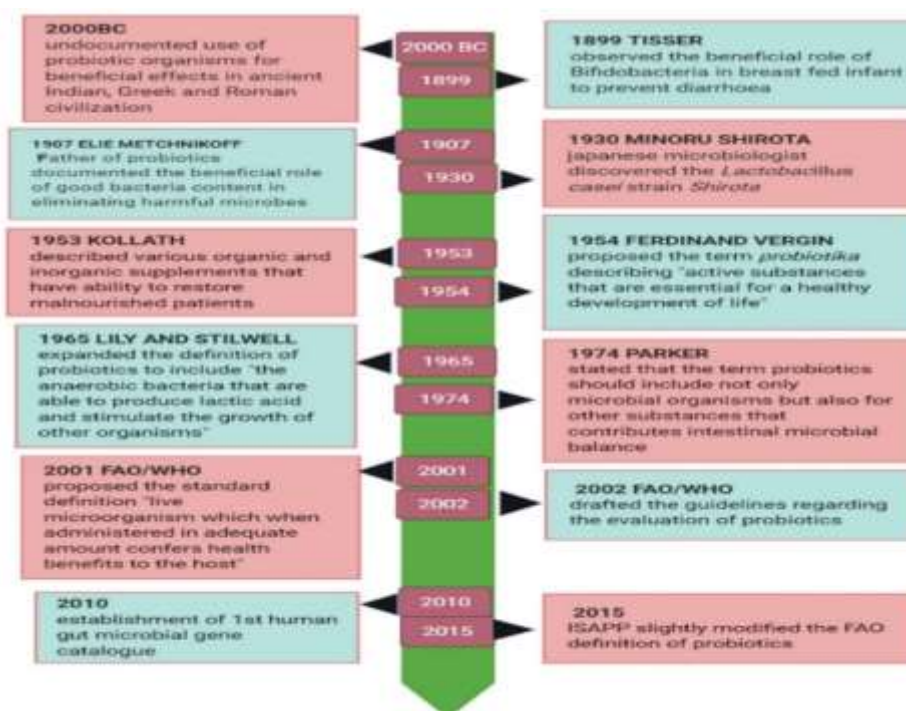 2000BC
undocumented use of
probiotic organisms for
beneficial effects in ancient
Indian, Greek and Roman
civilization
2000 BC
1899
1899 TISSER
observed the beneficial role of
Bifidobacteria in breast fed infant
to prevent diarrhoea
1907 ELIE METCHNIKOFF
Father of probiotics
documented the beneficial role
of good bacteria content in
eliminating harmful microbes
1907
1930
1930 MINORU SHIROTA
japanese microbiologist
discovered the Lactobacillus
casei strain Shirota
1953 KOLLATH
described various organic and
inorganic supplements that
have ability to restore
malnourished patients
1953
1954
1954 FERDINAND VERGIN
proposed the term probiotika
describing "active substances
that are essential for a healthy
development of life"
1965 LILY AND STILWELL
expanded the definition of
probiotics to include "the
anaerobic bacteria that are
able to produce lactic acid
and stimulate the growth of
other organisms"
1965
1974
1974 PARKER
stated that the term probiotics
should include not only
microbial organisms but also for
other substances that
contributes intestinal microbial
balance
2001 FAO/WHO
proposed the standard
definition "live
microorganism which when
administered in adequate
amount confers health
benefits to the host"
2001
2002
2002 FAO/WHO
drafted the guidelines regarding
the evaluation of probiotics
2010
establishment of 1st human
gut microbial gene
catalogue
2010
2015
2015
ISAPP slightly modified the FAO
definition of probiotics